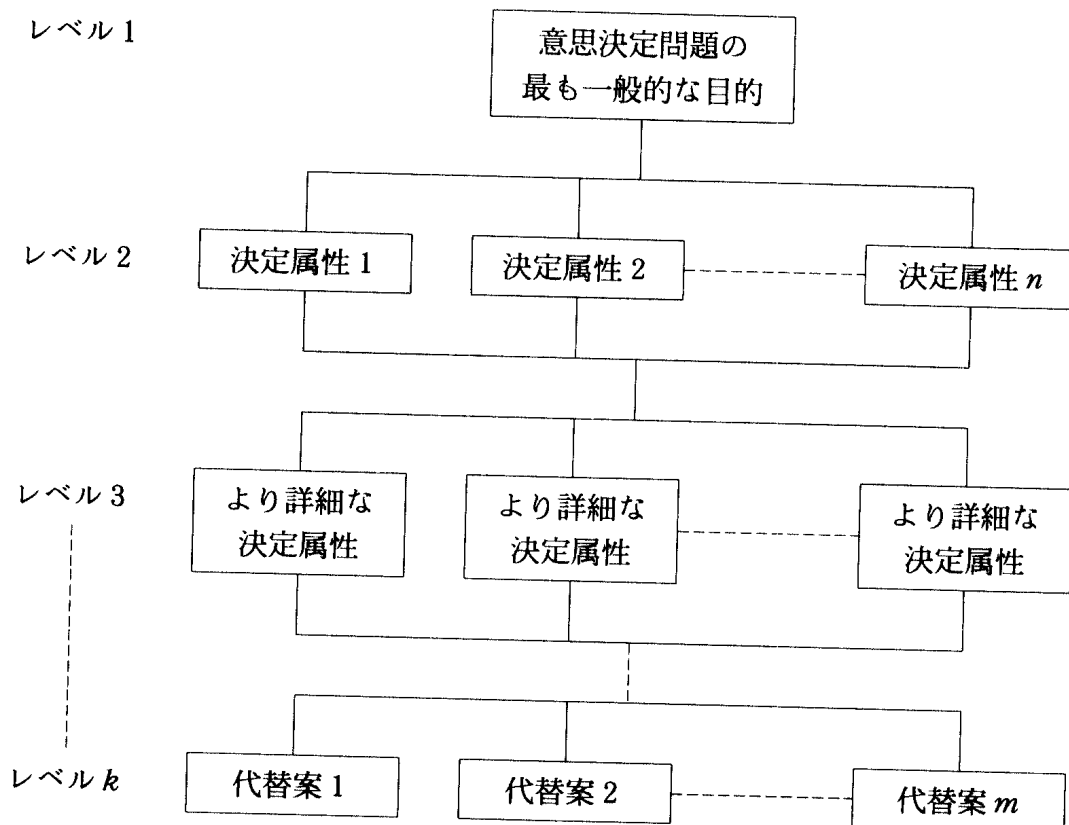 レベル1
意思決定問題の
最も一般的な目的
レベル2
決定属性1
決定属性2
決定属性n
レベル3
より詳細な
決定属性
より詳細な
決定属性
より詳細な
決定属性
レベルk
代替案1
代替案2
代替案m